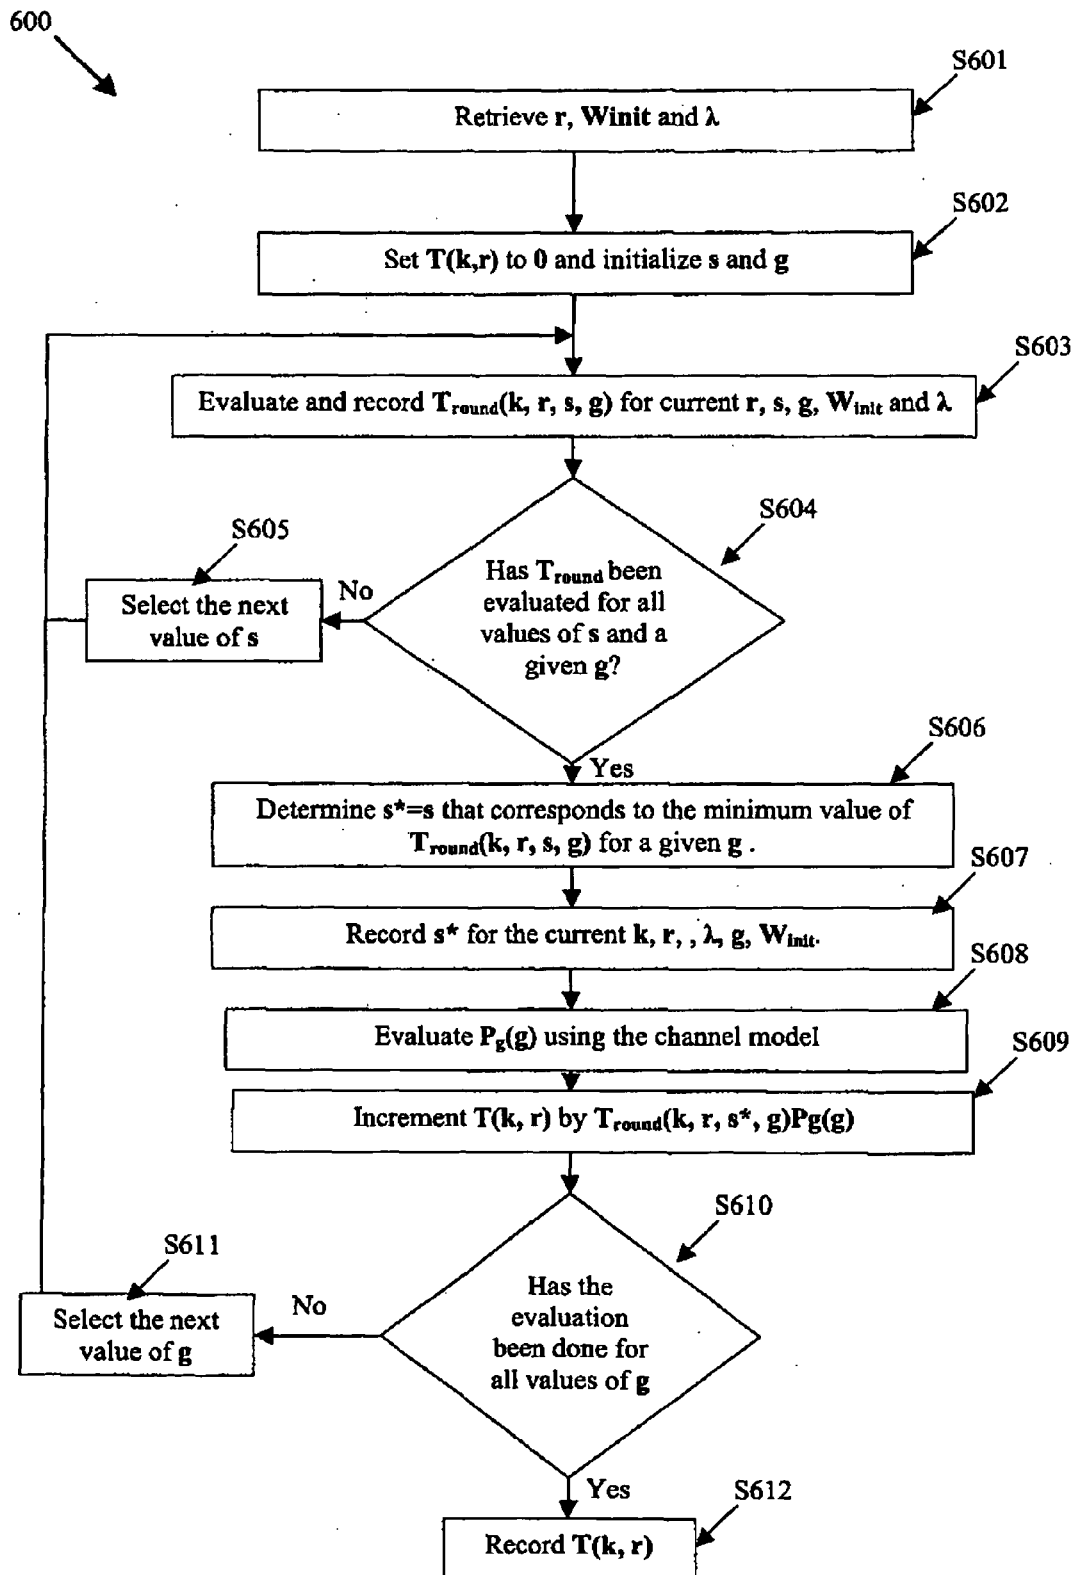 600
S601
Retrieve r, Winit and λ
S602
Set T(k,r) to 0 and initialize s and g
S603
Evaluate and record Tround(k, r, s, g) for current r, s, g, Winit and λ
S604
Has Tround been
evaluated for all
values of s and a
given g?
No
S605
Select the next
value of s
Yes
S606
Determine s*=s that corresponds to the minimum value of
Tround(k, r, s, g) for a given g .
S607
Record s* for the current k, r, , λ, g, Winit.
S608
Evaluate Pg(g) using the channel model
S609
Increment T(k, r) by Tround(k, r, s*, g)Pg(g)
S610
Has the
evaluation
been done for
all values of g
No
S611
Select the next
value of g
Yes
S612
Record T(k, r)